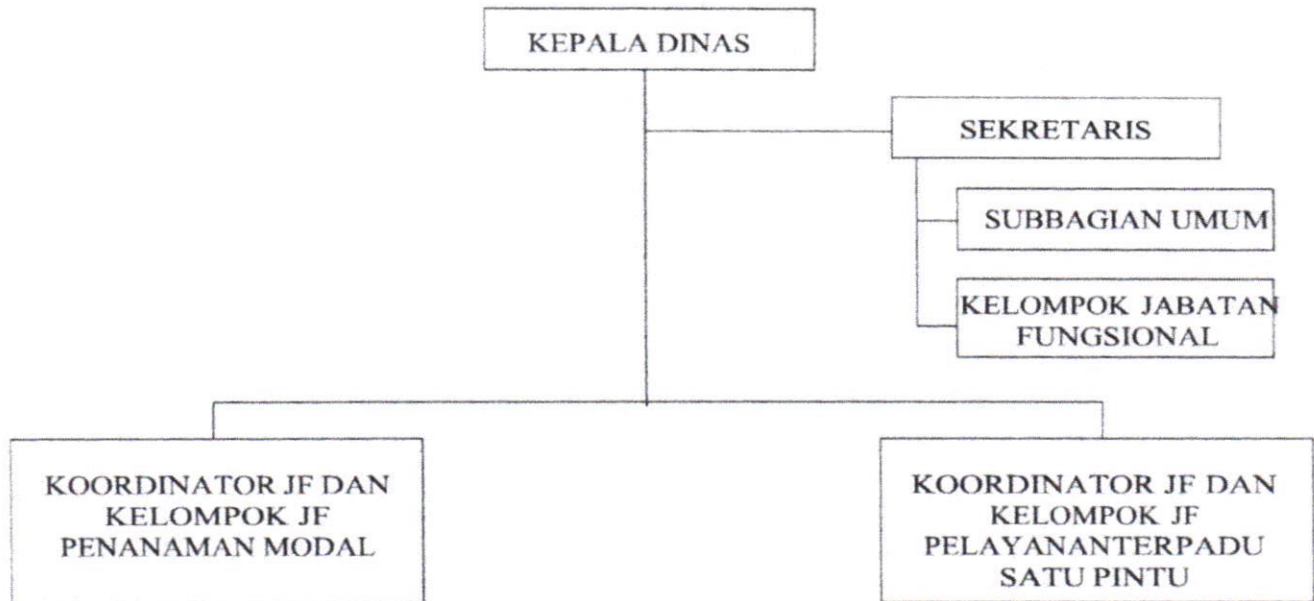 KEPALA DINAS
SEKRETARIS
SUBBAGIAN UMUM
KELOMPOK JABATAN
FUNGSIONAL
KOORDINATOR JF DAN
KELOMPOK JF
PENANAMAN MODAL
KOORDINATOR JF DAN
KELOMPOK JF
PELAYANANTERPADU
SATU PINTU